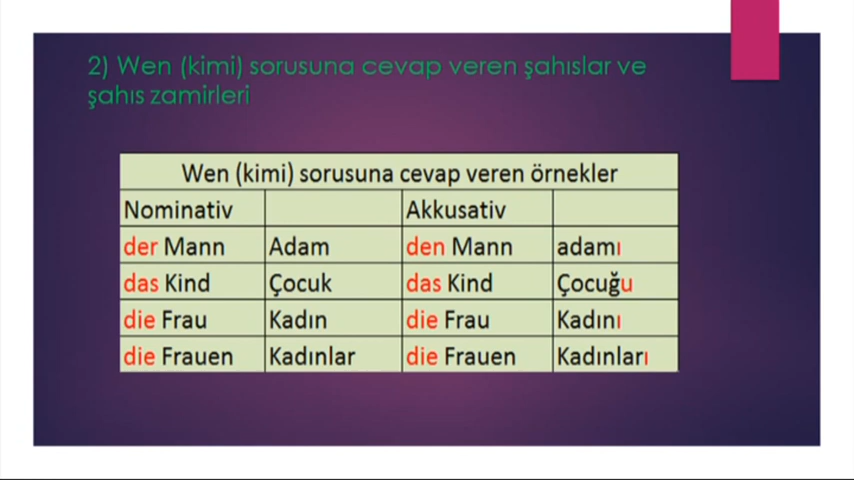 2) Wen (kimi) sorusuna cevap veren şahıslar ve
şahıs zamirleri
Wen (kimi) sorusuna cevap veren örnekler
Nominativ Akkusativ
der Mann Adam den Mann adamı
das Kind Çocuk das Kind Çocuğu
die Frau Kadın die Frau Kadını
die Frauen Kadınlar die Frauen Kadınları